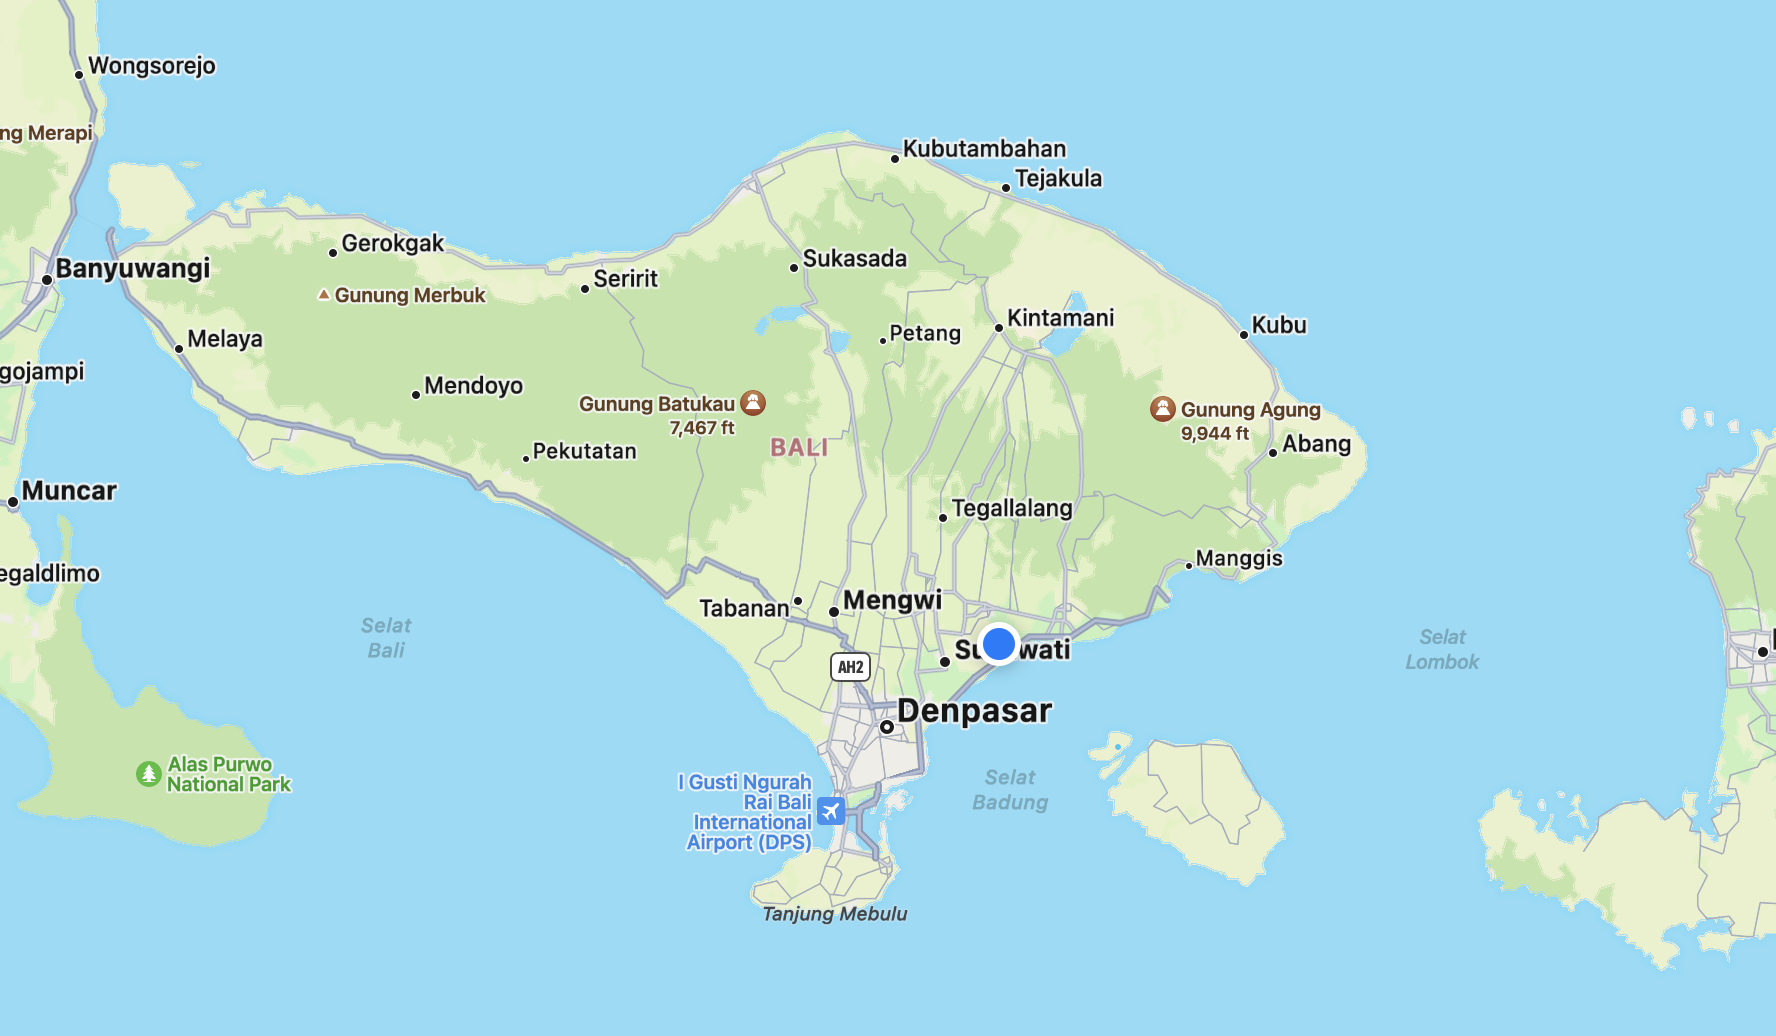 Wongsorejo
ng Merapi
Kubutambahan
Tejakula
Gerokgak
Banyuwangi
Sukasada
Seririt
Gunung Merbuk
Kintamani
Kubu
Petang
Melaya
gojampi
Mendoyo
Gunung Batukau
7,467 ft
Gunung Agung
9,944 ft
BALI
Abang
Pekutatan
Muncar
Tegallalang
Manggis
egaldlimo
Tabanan
Mengwi
Selat
Bali
Selat
Lombok
AH2
Denpasar
Alas Purwo
National Park
I Gusti Ngurah
Rai Bali
International
Airport (DPS)
Selat
Badung
Tanjung Mebulu